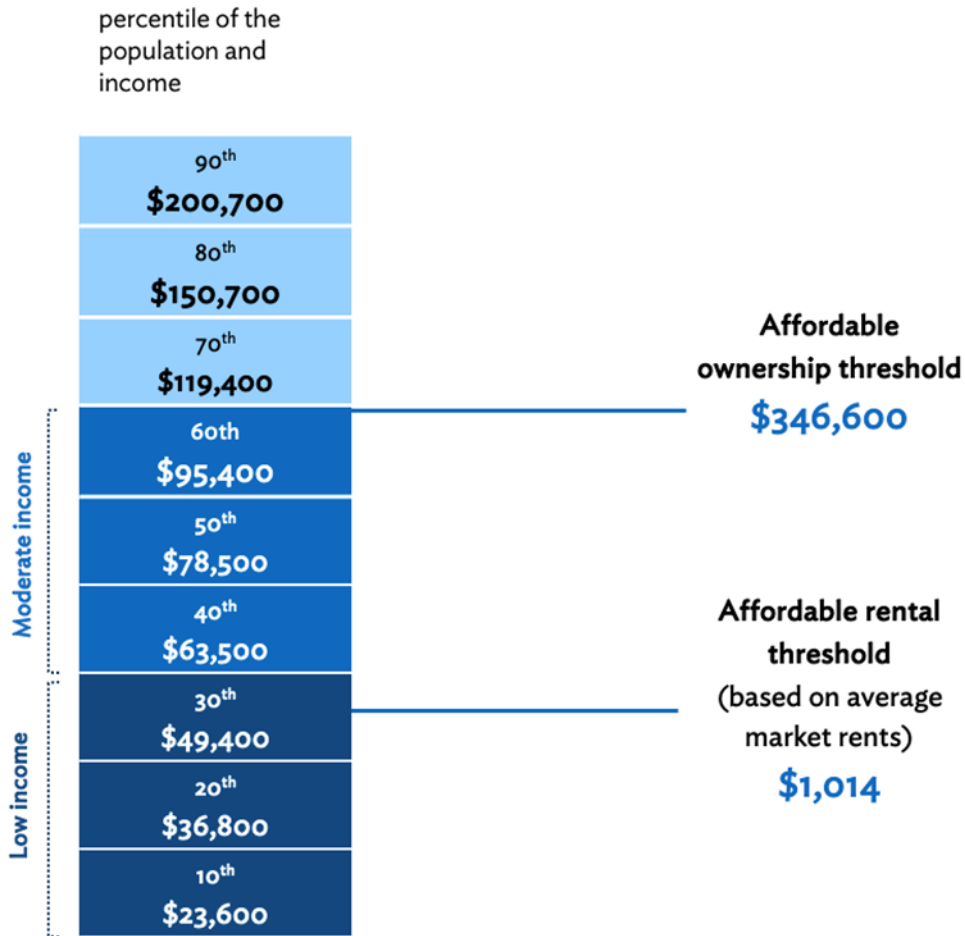 percentile of the
population and
income
90th
$200,700
80th
$150,700
70th
$119,400
60th
$95,400
50th
$78,500
40th
$63,500
30th
$49,400
20th
$36,800
10th
$23,600
Moderate income
Low income
Affordable
ownership threshold
$346,600
Affordable rental
threshold
(based on average
market rents)
$1,014